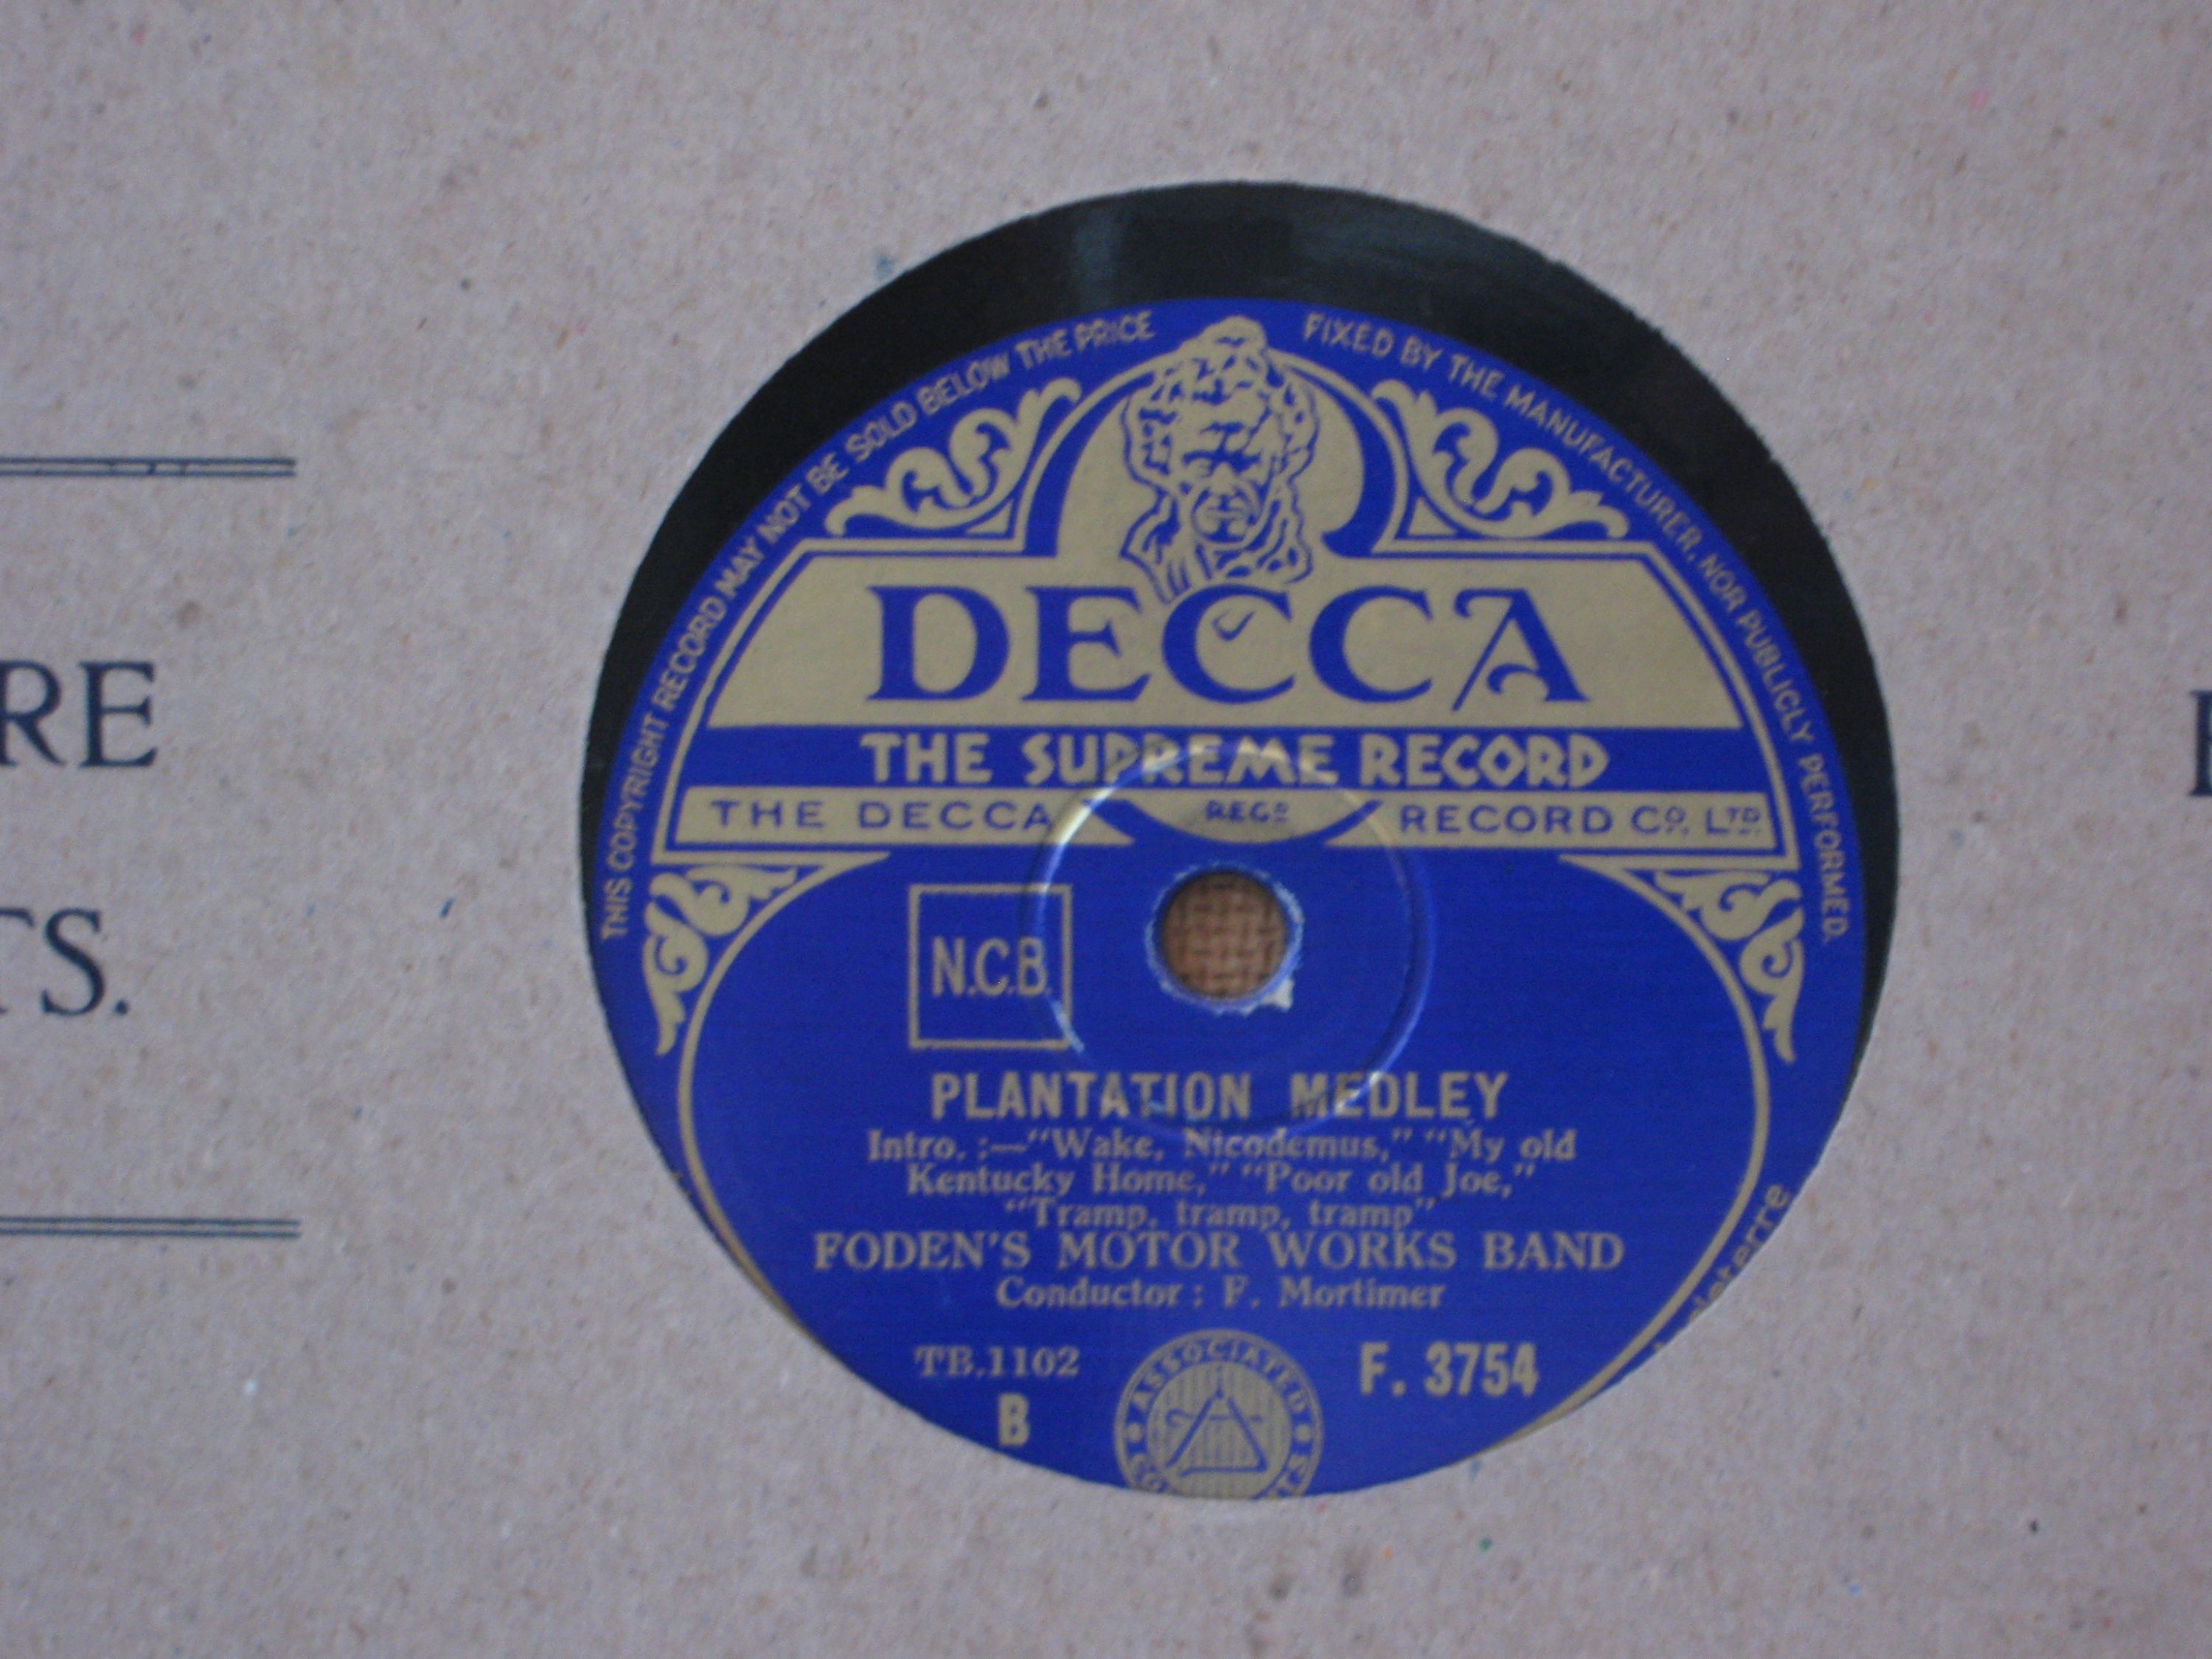 THIS COPYRIGHT RECORD MAY NOT BE SOLD BELOW THE PRICE FIXED BY THE MANUFACTURER, NOR PUBLICLY PERFORMED.
DECCA
THE SUPREME RECORD
THE DECCA REGD RECORD CO. LTD.
N.C.B.
PLANTATION MEDLEY
Intro. :—"Wake, Nicodemus," "My old
Kentucky Home," "Poor old Joe,"
"Tramp, tramp, tramp"
FODEN'S MOTOR WORKS BAND
Conductor : F. Mortimer
TB.1102
F. 3754
B
ASSOCIATED
RE
TS.